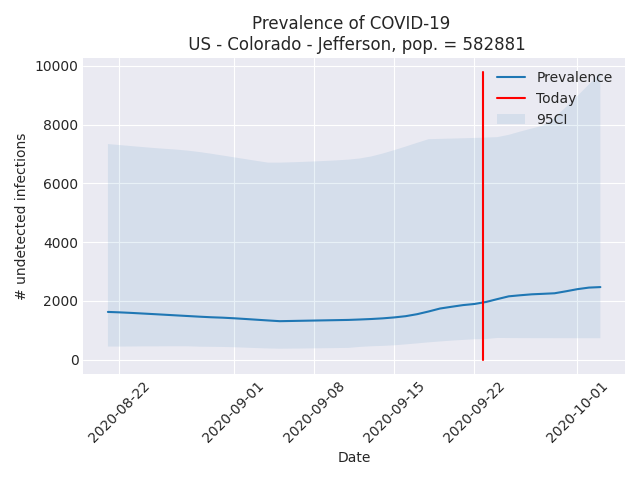 Prevalence of COVID-19
US - Colorado - Jefferson, pop. = 582881
10000
8000
6000
4000
2000
0
# undetected infections
Prevalence
Today
95CI
2020-08-22
2020-09-01
2020-09-08
2020-09-15
2020-09-22
2020-10-01
Date